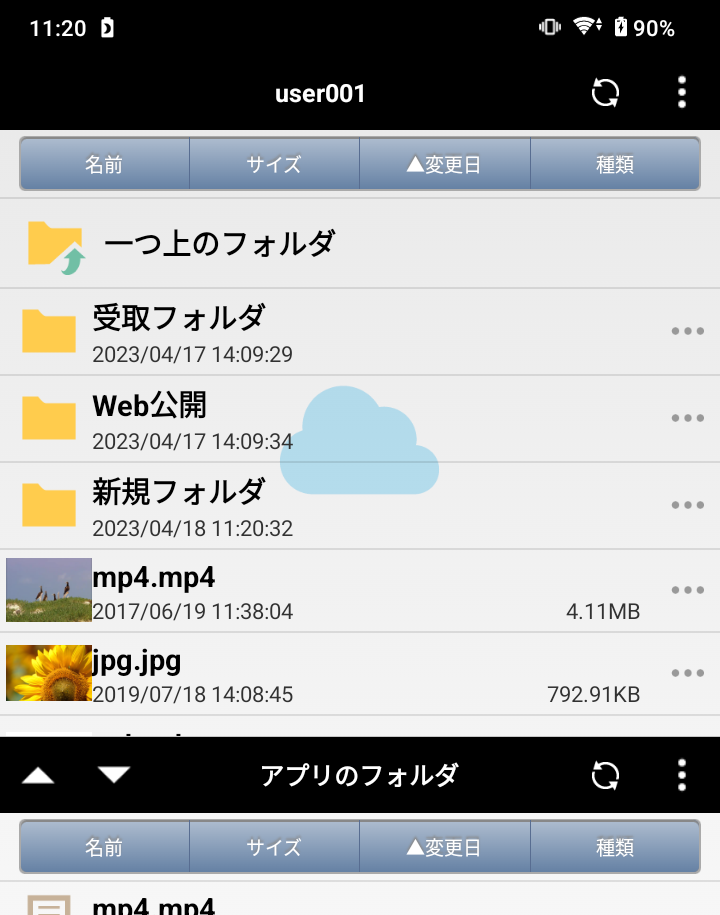 11:20
90%
user001
名前 サイズ ▲変更日 種類
一つ上のフォルダ
受取フォルダ
2023/04/17 14:09:29
Web公開
2023/04/17 14:09:34
新規フォルダ
2023/04/18 11:20:32
mp4.mp4
2017/06/19 11:38:04 4.11MB
jpg.jpg
2019/07/18 14:08:45 792.91KB
アプリのフォルダ
名前 サイズ ▲変更日 種類
mp4.mp4